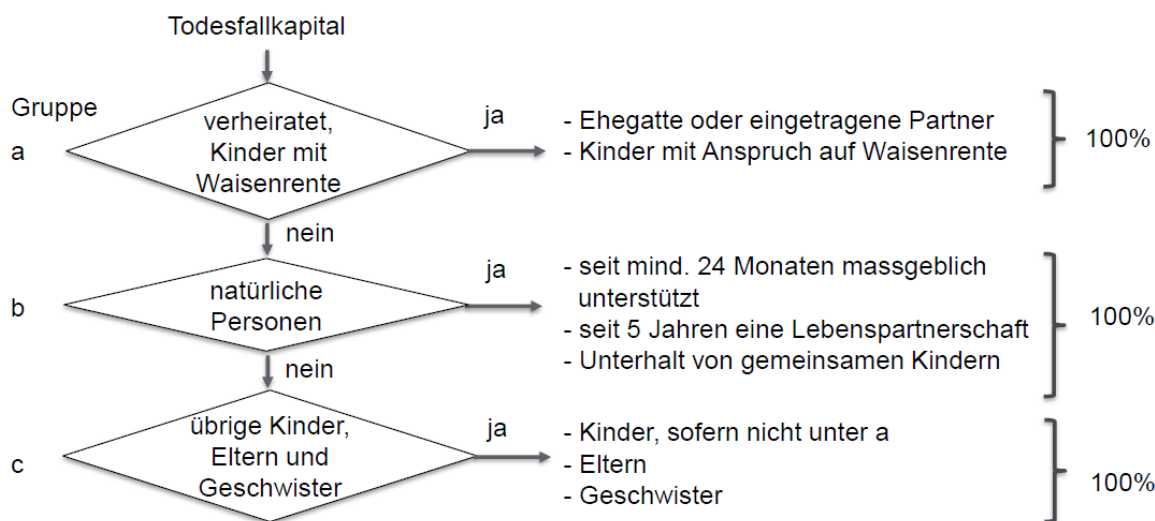 Todesfallkapital
Gruppe
a
verheiratet,
Kinder mit
Waisenrente
ja
- Ehegatte oder eingetragene Partner
- Kinder mit Anspruch auf Waisenrente
100%
nein
b
natürliche
Personen
ja
- seit mind. 24 Monaten massgeblich
unterstützt
- seit 5 Jahren eine Lebenspartnerschaft
- Unterhalt von gemeinsamen Kindern
100%
nein
c
übrige Kinder,
Eltern und
Geschwister
ja
- Kinder, sofern nicht unter a
- Eltern
- Geschwister
100%